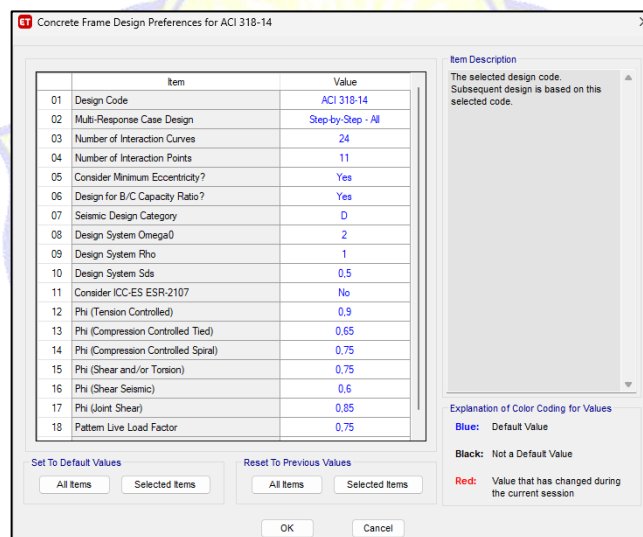 ET Concrete Frame Design Preferences for ACI 318-14
Item Value
01 Design Code ACI 318-14
02 Multi-Response Case Design Step-by-Step - All
03 Number of Interaction Curves 24
04 Number of Interaction Points 11
05 Consider Minimum Eccentricity? Yes
06 Design for B/C Capacity Ratio? Yes
07 Seismic Design Category D
08 Design System Omega0 2
09 Design System Rho 1
10 Design System Sds 0,5
11 Consider ICC-ES ESR-2107 No
12 Phi (Tension Controlled) 0,9
13 Phi (Compression Controlled Tied) 0,65
14 Phi (Compression Controlled Spiral) 0,75
15 Phi (Shear and/or Torsion) 0,75
16 Phi (Shear Seismic) 0,6
17 Phi (Joint Shear) 0,85
18 Pattern Live Load Factor 0,75
Item Description
The selected design code.
Subsequent design is based on this
selected code.
Set To Default Values
All Items Selected Items
Reset To Previous Values
All Items Selected Items
Explanation of Color Coding for Values
Blue: Default Value
Black: Not a Default Value
Red: Value that has changed during
the current session
OK Cancel